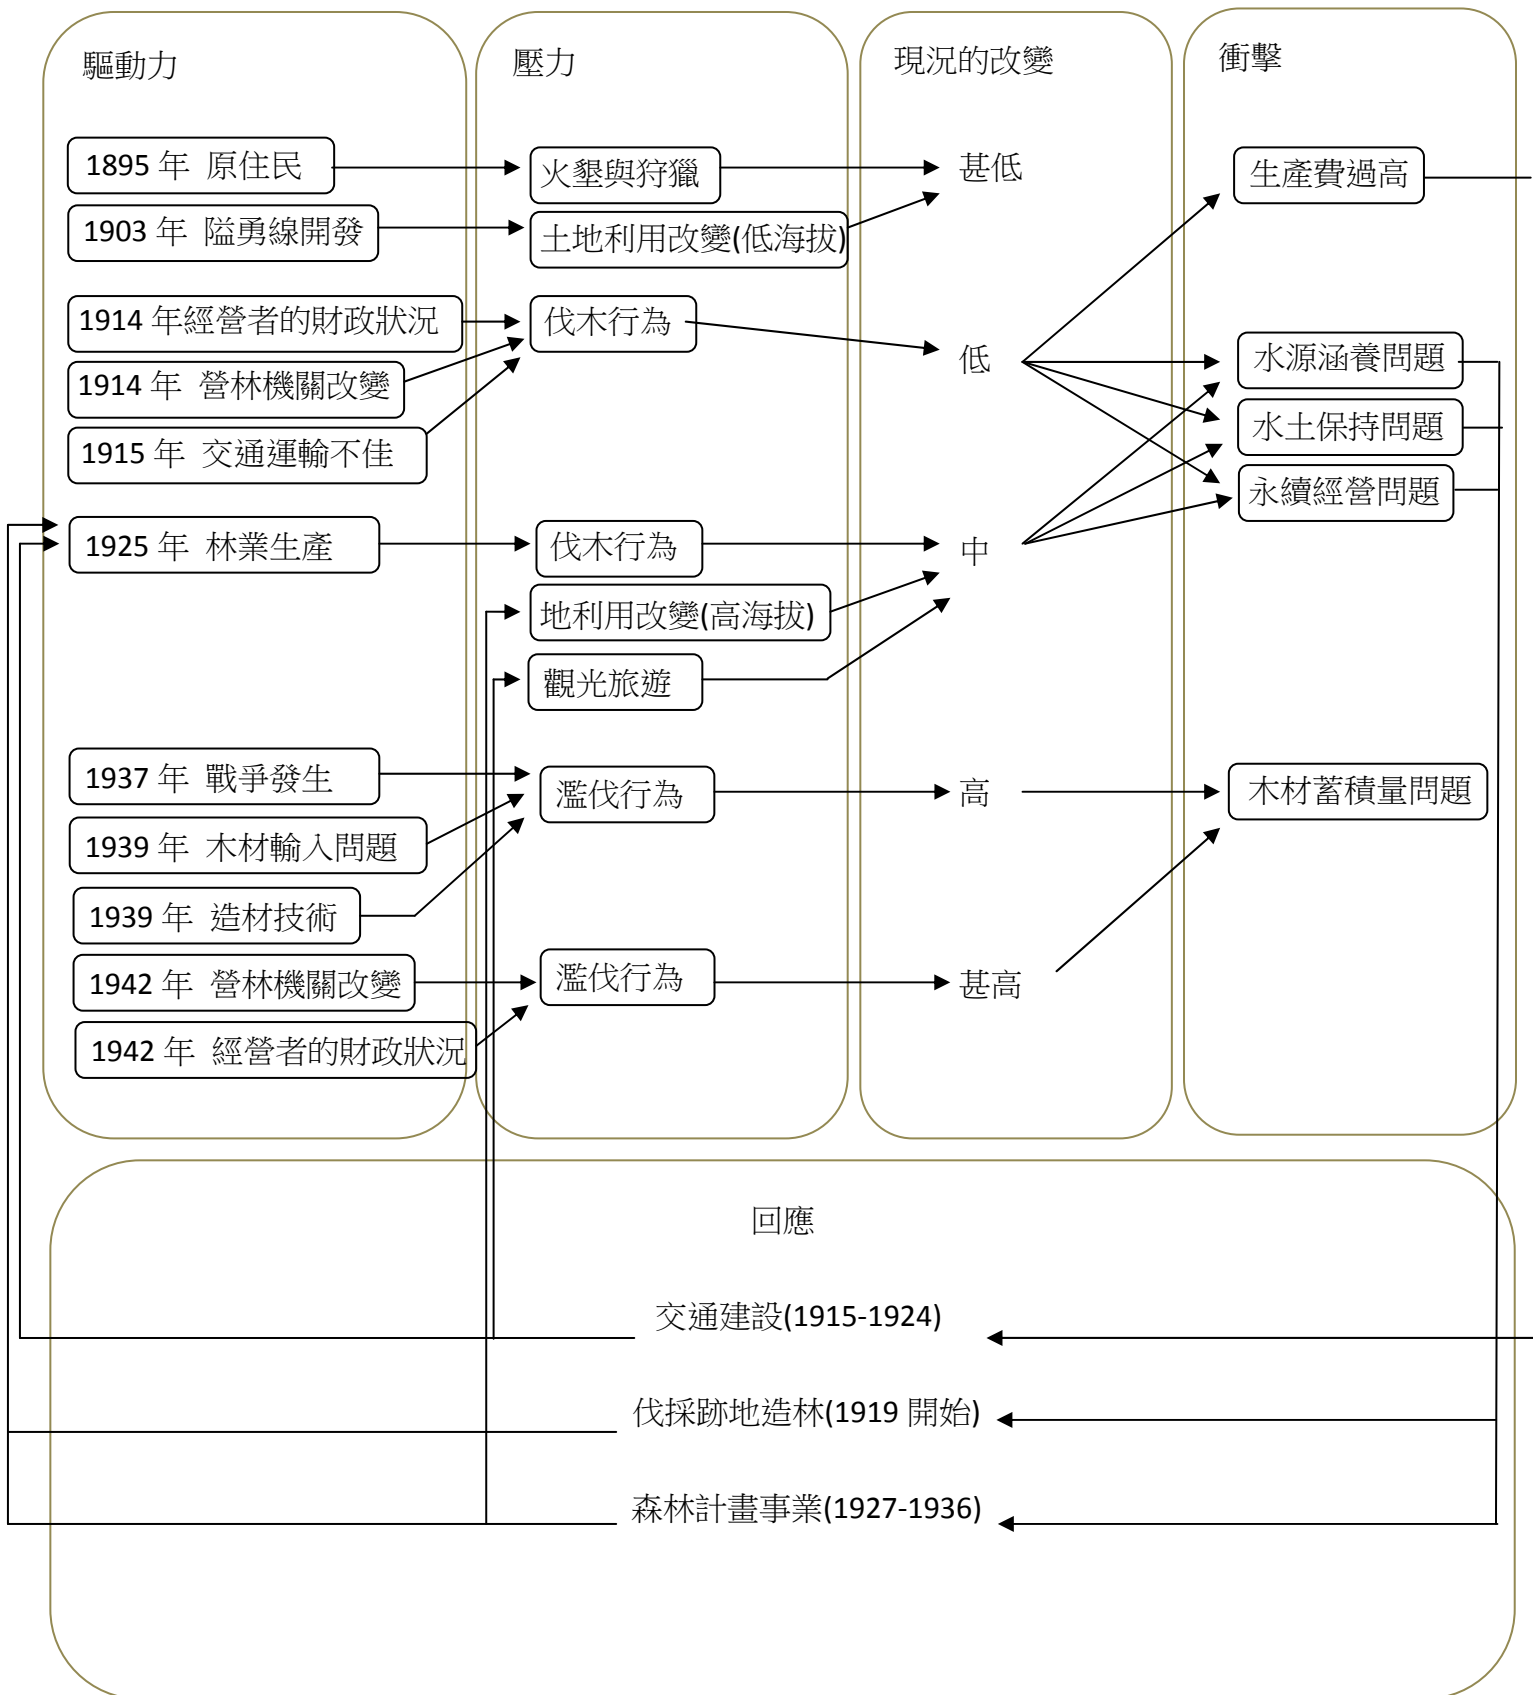 驅動力
1895 年 原住民
1903 年 隘勇線開發
1914 年經營者的財政狀況
1914 年 營林機關改變
1915 年 交通運輸不佳
1925 年 林業生產
1937 年 戰爭發生
1939 年 木材輸入問題
1939 年 造材技術
1942 年 營林機關改變
1942 年 經營者的財政狀況
壓力
火墾與狩獵
土地利用改變(低海拔)
伐木行為
伐木行為
地利用改變(高海拔)
觀光旅遊
濫伐行為
濫伐行為
現況的改變
甚低
低
中
高
甚高
衝擊
生產費過高
水源涵養問題
水土保持問題
永續經營問題
木材蓄積量問題
回應
交通建設(1915-1924)
伐採跡地造林(1919 開始)
森林計畫事業(1927-1936)